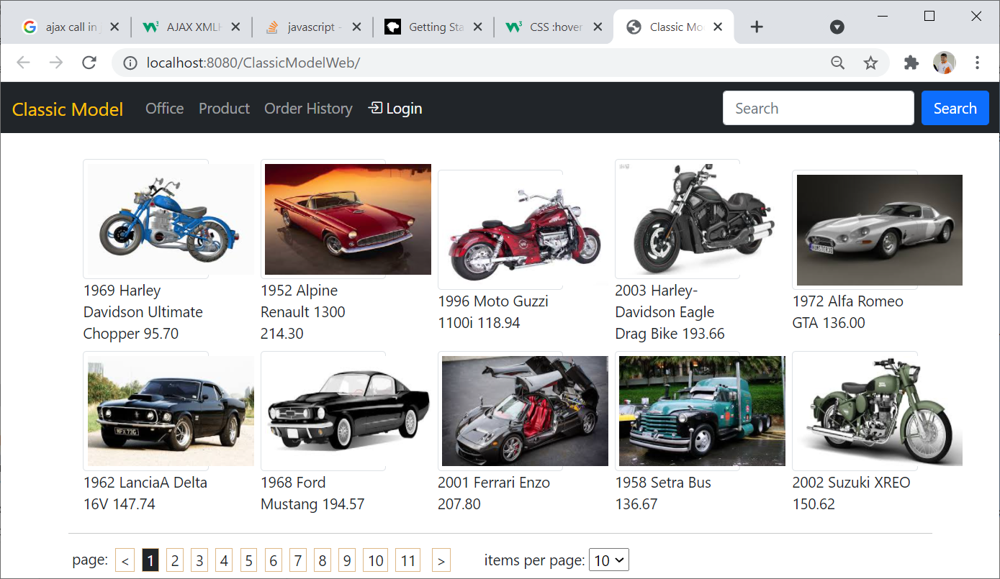 ajax call in
AJAX XMLH
javascript -
Getting Sta
CSS :hover
Classic Mo
localhost:8080/ClassicModelWeb/
Classic Model Office Product Order History Login Search Search
1969 Harley
Davidson Ultimate
Chopper 95.70
1952 Alpine
Renault 1300
214.30
1996 Moto Guzzi
1100i 118.94
2003 Harley-
Davidson Eagle
Drag Bike 193.66
1972 Alfa Romeo
GTA 136.00
HUMSTER3D
MFX 73G
1962 LanciaA Delta
16V 147.74
1968 Ford
Mustang 194.57
2001 Ferrari Enzo
207.80
1958 Setra Bus
136.67
2002 Suzuki XREO
150.62
page: < 1 2 3 4 5 6 7 8 9 10 11 > items per page: 10